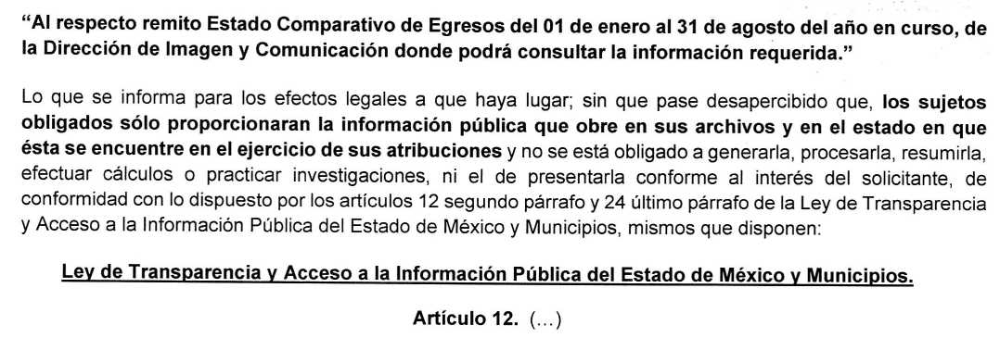 “Al respecto remito Estado Comparativo de Egresos del 01 de enero al 31 de agosto del año en curso, de
la Dirección de Imagen y Comunicación donde podrá consultar la información requerida.”
Lo que se informa para los efectos legales a que haya lugar; sin que pase desapercibido que, los sujetos
obligados sólo proporcionaran la información pública que obre en sus archivos y en el estado en que
ésta se encuentre en el ejercicio de sus atribuciones y no se está obligado a generarla, procesarla, resumirla,
efectuar cálculos o practicar investigaciones, ni el de presentarla conforme al interés del solicitante, de
conformidad con lo dispuesto por los artículos 12 segundo párrafo y 24 último párrafo de la Ley de Transparencia
y Acceso a la Información Pública del Estado de México y Municipios, mismos que disponen:
Ley de Transparencia y Acceso a la Información Pública del Estado de México y Municipios.
Artículo 12. (...)